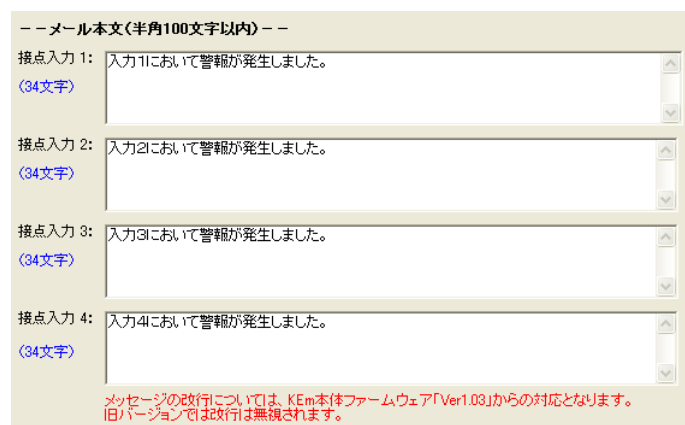 －－メール本文(半角100文字以内)－－
接点入力 1:
入力1において警報が発生しました。
(34文字)
接点入力 2:
入力2において警報が発生しました。
(34文字)
接点入力 3:
入力3において警報が発生しました。
(34文字)
接点入力 4:
入力4において警報が発生しました。
(34文字)
メッセージの改行については、KEm本体ファームウェア「Ver1.03」からの対応となります。
旧バージョンでは改行は無視されます。